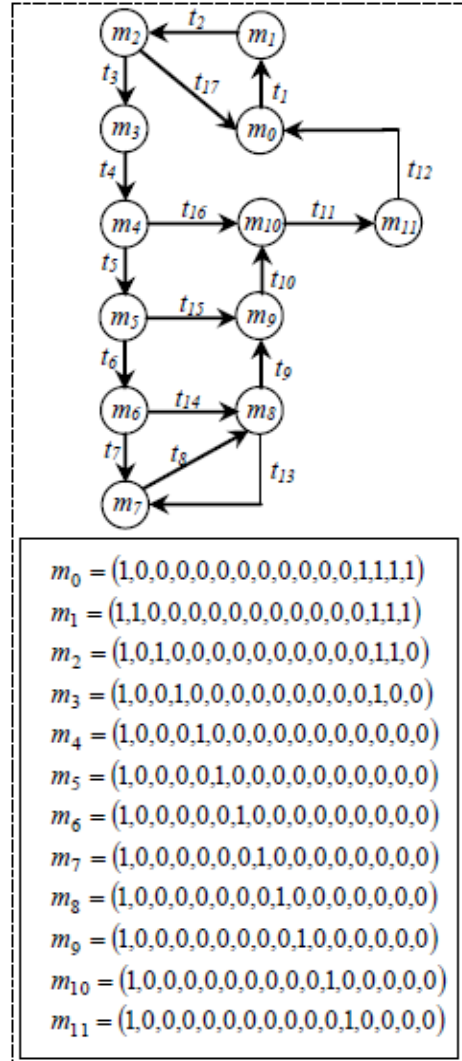 m2 t2 m1
t3 t17 t1
m3 m0
t4 t12
m4 t16 m10 t11 m11
t5 t10
m5 t15 m9
t6 t9
m6 t14 m8
t7 t8 t13
m7
m0 = (1,0,0,0,0,0,0,0,0,0,0,0,1,1,1,1)
m1 = (1,1,0,0,0,0,0,0,0,0,0,0,0,1,1,1)
m2 = (1,0,1,0,0,0,0,0,0,0,0,0,0,1,1,0)
m3 = (1,0,0,1,0,0,0,0,0,0,0,0,0,1,0,0)
m4 = (1,0,0,0,1,0,0,0,0,0,0,0,0,0,0,0)
m5 = (1,0,0,0,0,1,0,0,0,0,0,0,0,0,0,0)
m6 = (1,0,0,0,0,0,1,0,0,0,0,0,0,0,0,0)
m7 = (1,0,0,0,0,0,0,1,0,0,0,0,0,0,0,0)
m8 = (1,0,0,0,0,0,0,0,1,0,0,0,0,0,0,0)
m9 = (1,0,0,0,0,0,0,0,0,1,0,0,0,0,0,0)
m10 = (1,0,0,0,0,0,0,0,0,0,1,0,0,0,0,0)
m11 = (1,0,0,0,0,0,0,0,0,0,0,1,0,0,0,0)